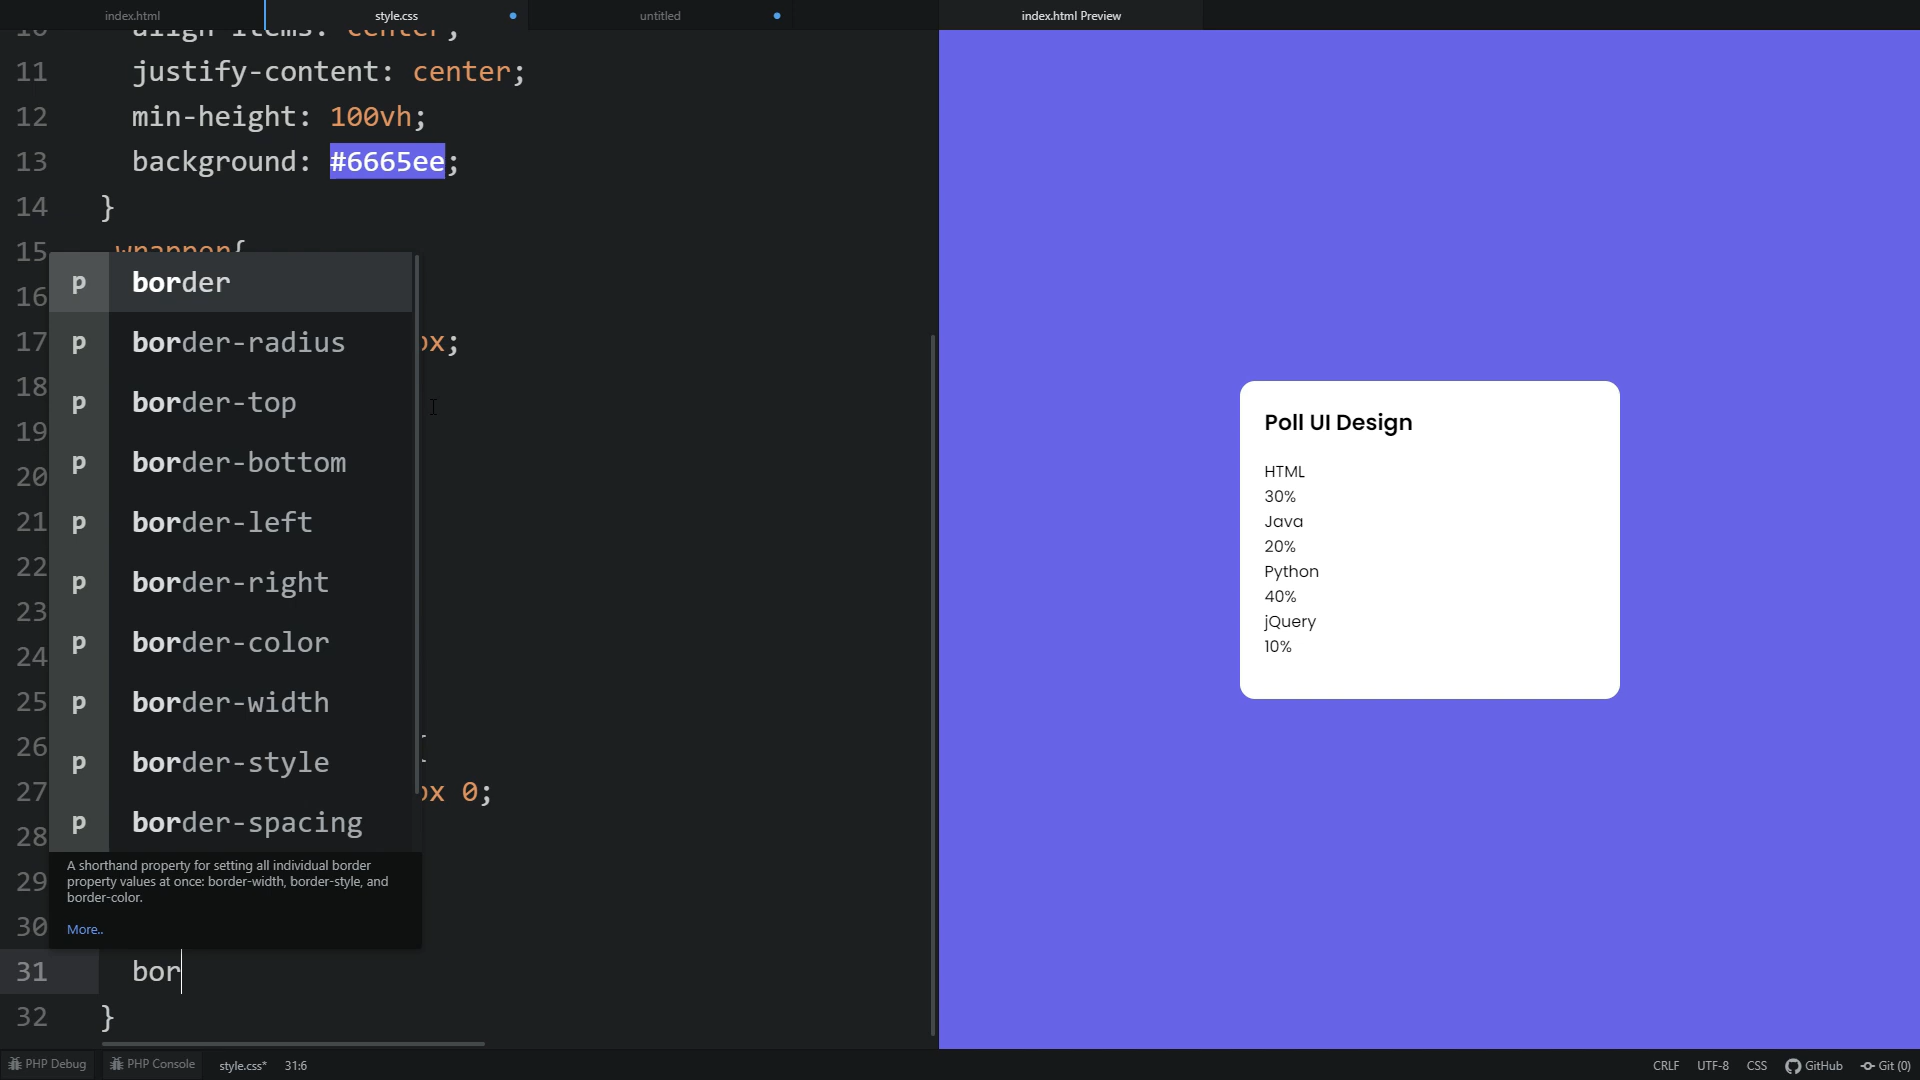 index.html
style.css
untitled
index.html Preview
11 justify-content: center;
12 min-height: 100vh;
13 background: #6665ee;
14 }
15
16
17
18
19
20
21
22
23
24
25
26
27
28
29
30
p border
p border-radius
p border-top
p border-bottom
p border-left
p border-right
p border-color
p border-width
p border-style
p border-spacing
A shorthand property for setting all individual border
property values at once: border-width, border-style, and
border-color.
More..
31 bor
32 }
Poll UI Design
HTML
30%
Java
20%
Python
40%
jQuery
10%
PHP Debug
PHP Console
style.css*
31:6
CRLF
UTF-8
CSS
GitHub
Git (0)